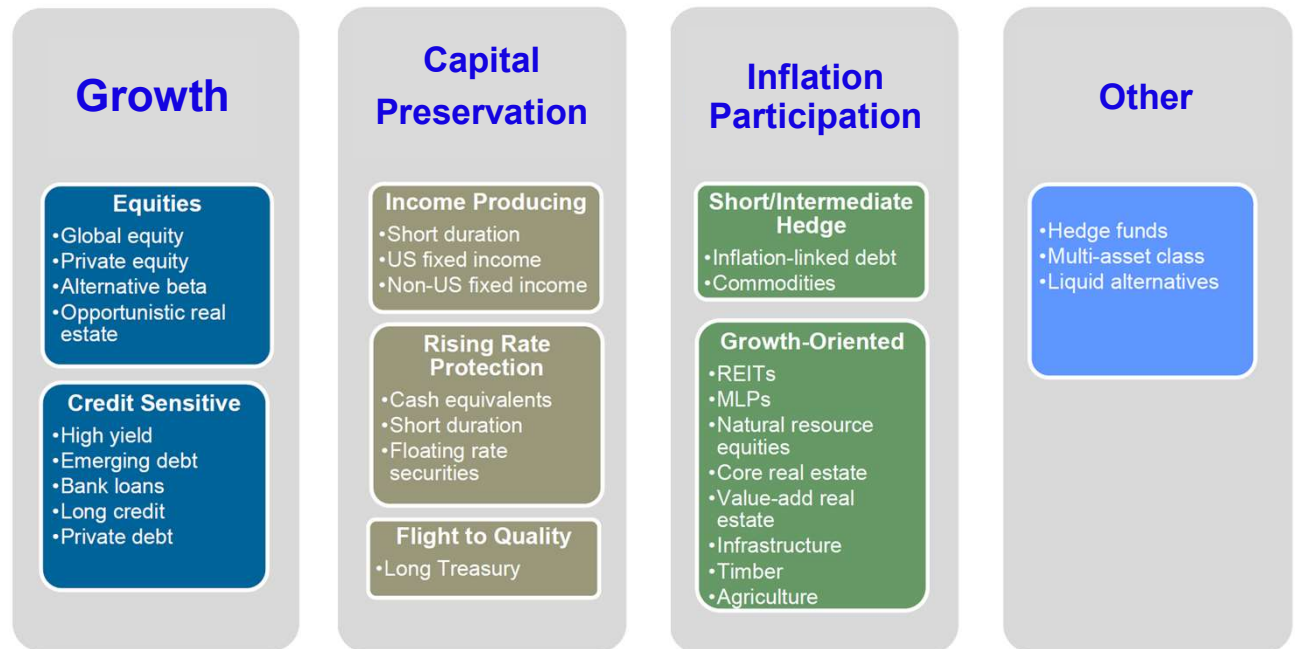 Growth
Equities
•Global equity
•Private equity
•Alternative beta
•Opportunistic real
estate
Credit Sensitive
•High yield
•Emerging debt
•Bank loans
•Long credit
•Private debt
Capital
Preservation
Income Producing
•Short duration
•US fixed income
•Non-US fixed income
Rising Rate
Protection
•Cash equivalents
•Short duration
•Floating rate
securities
Flight to Quality
•Long Treasury
Inflation
Participation
Short/Intermediate
Hedge
•Inflation-linked debt
•Commodities
Growth-Oriented
•REITs
•MLPs
•Natural resource
equities
•Core real estate
•Value-add real
estate
•Infrastructure
•Timber
•Agriculture
Other
•Hedge funds
•Multi-asset class
•Liquid alternatives